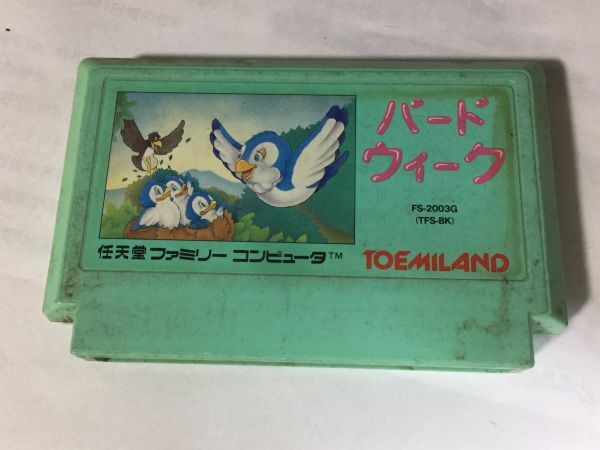 バード
ウィーク
FS-2003G
(TFS-BK)
任天堂 ファミリー コンピュータ™
TOEMILAND